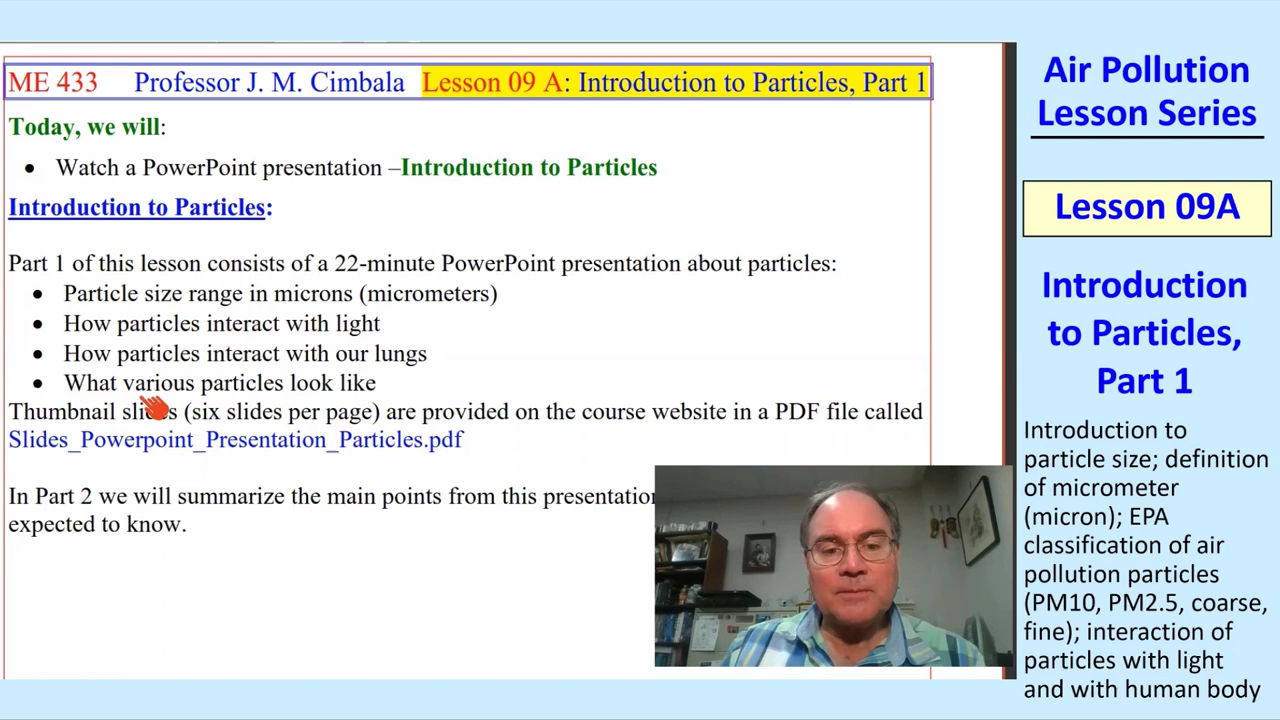 ME 433 Professor J. M. Cimbala Lesson 09 A: Introduction to Particles, Part 1
Today, we will:
• Watch a PowerPoint presentation –Introduction to Particles
Introduction to Particles:
Part 1 of this lesson consists of a 22-minute PowerPoint presentation about particles:
• Particle size range in microns (micrometers)
• How particles interact with light
• How particles interact with our lungs
• What various particles look like
Thumbnail slides (six slides per page) are provided on the course website in a PDF file called
Slides_Powerpoint_Presentation_Particles.pdf
In Part 2 we will summarize the main points from this presentation
expected to know.
Air Pollution
Lesson Series
Lesson 09A
Introduction
to Particles,
Part 1
Introduction to
particle size; definition
of micrometer
(micron); EPA
classification of air
pollution particles
(PM10, PM2.5, coarse,
fine); interaction of
particles with light
and with human body